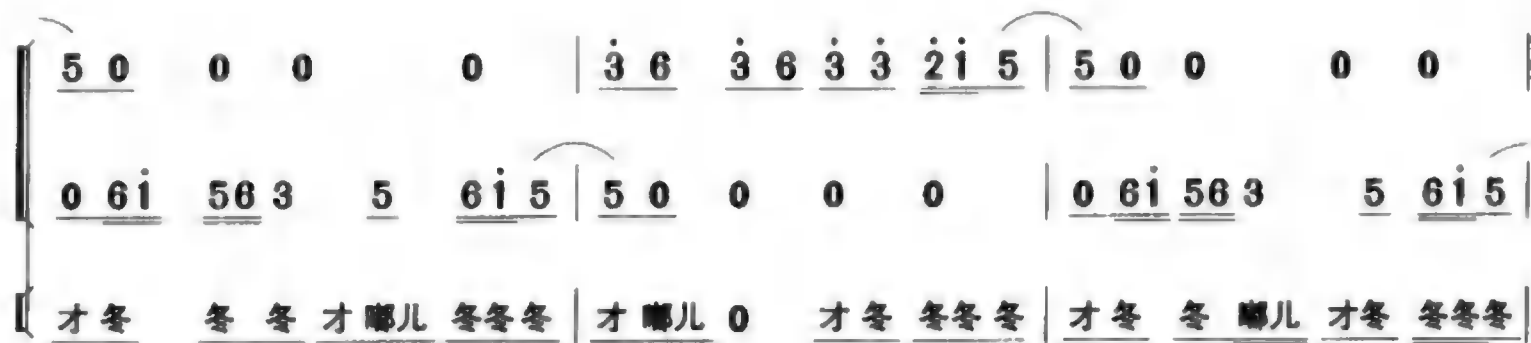 5 0 0 0 0 | 3̇ 6 3̇ 6 3̇ 3̇ 2̇ 1̇ 5 | 5 0 0 0 0 |
0 6 1̇ 5 6 3 5 6 1̇ 5 | 5 0 0 0 0 | 0 6 1̇ 5 6 3 5 6 1̇ 5 |
才 冬 冬 冬 才 嘟儿 冬冬冬 | 才 嘟儿 0 才 冬 冬冬 冬 | 才 冬 冬 嘟儿 才冬 冬冬冬 |